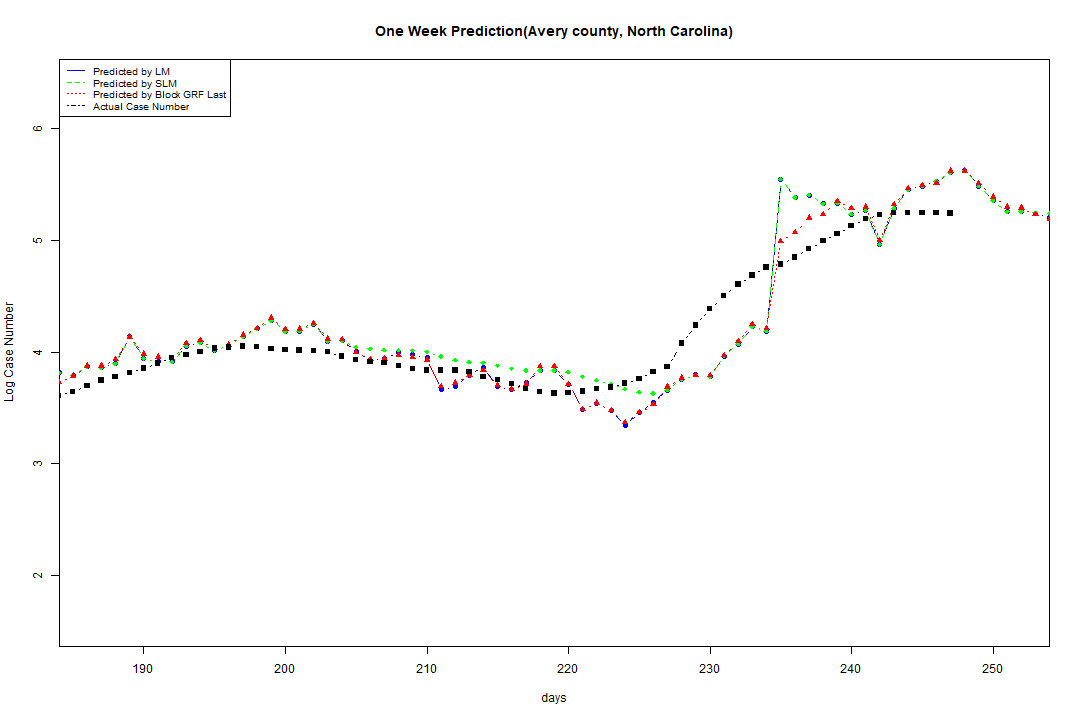 One Week Prediction(Avery county, North Carolina)
Predicted by LM
Predicted by SLM
Predicted by Block GRF Last
Actual Case Number
6
5
4
3
2
Log Case Number
190 200 210 220 230 240 250
days